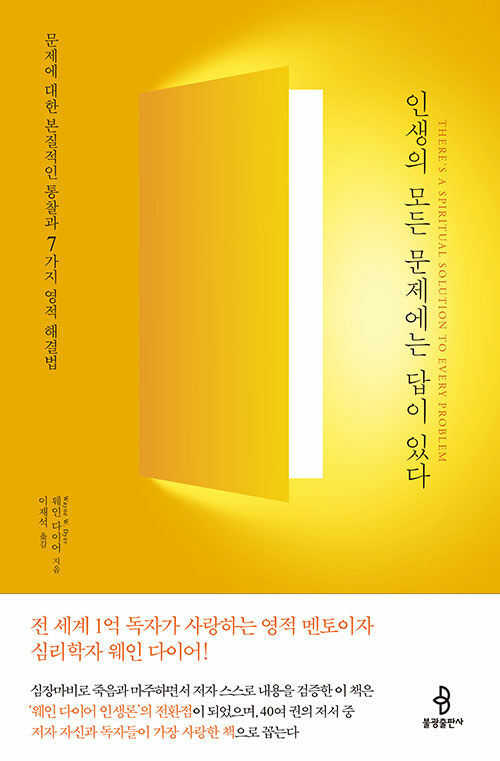 문제에 대한 본질적인 통찰과 7가지 영적 해결법
인생의 모든 문제에는 답이 있다
THERE'S A SPIRITUAL SOLUTION TO EVERY PROBLEM
Wayne W. Dyer
웨인 다이어 지음
이재석 옮김
전 세계 1억 독자가 사랑하는 영적 멘토이자
심리학자 웨인 다이어!
심장마비로 죽음과 마주하면서 저자 스스로 내용을 검증한 이 책은
‘웨인 다이어 인생론’의 전환점이 되었으며, 40여 권의 저서 중
저자 자신과 독자들이 가장 사랑한 책으로 꼽는다
불광출판사